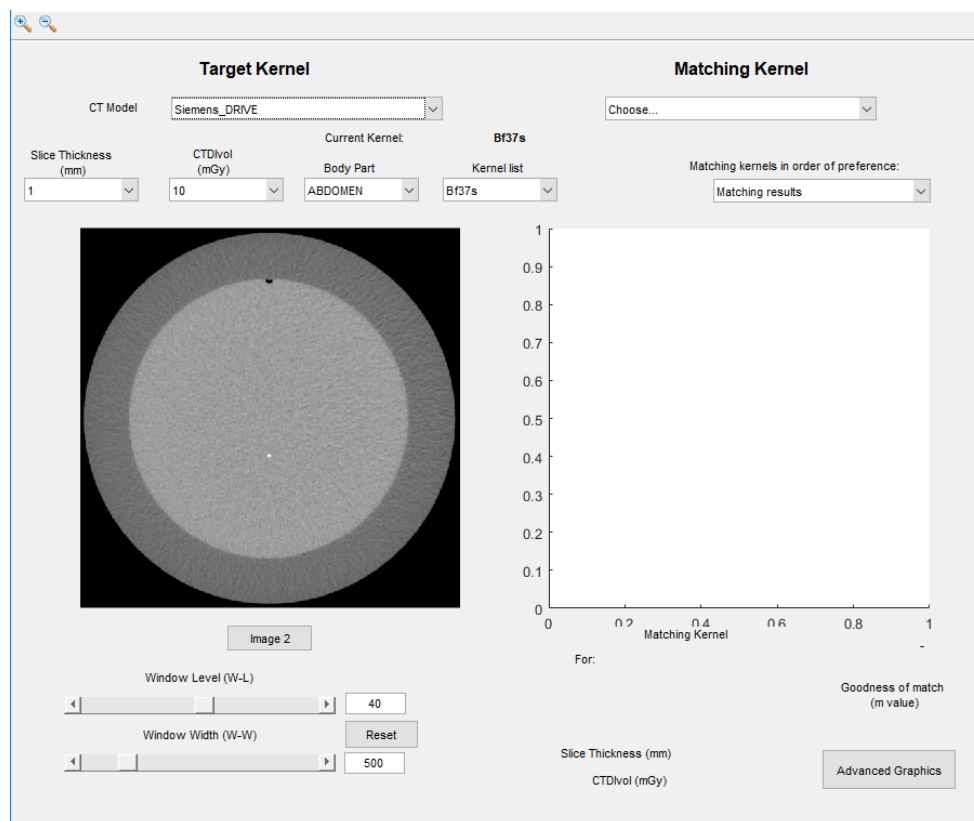 Target Kernel
Matching Kernel
CT Model
Siemens_DRIVE
Choose...
Current Kernel:
Bf37s
Slice Thickness
(mm)
CTDIvol
(mGy)
Body Part
Kernel list
Matching kernels in order of preference:
1
10
ABDOMEN
Bf37s
Matching results
1
0.9
0.8
0.7
0.6
0.5
0.4
0.3
0.2
0.1
0
0 0.2 0.4 0.6 0.8 1
Matching Kernel
-
Image 2
For:
Window Level (W-L)
40
Goodness of match
(m value)
Window Width (W-W)
Reset
500
Slice Thickness (mm)
CTDIvol (mGy)
Advanced Graphics